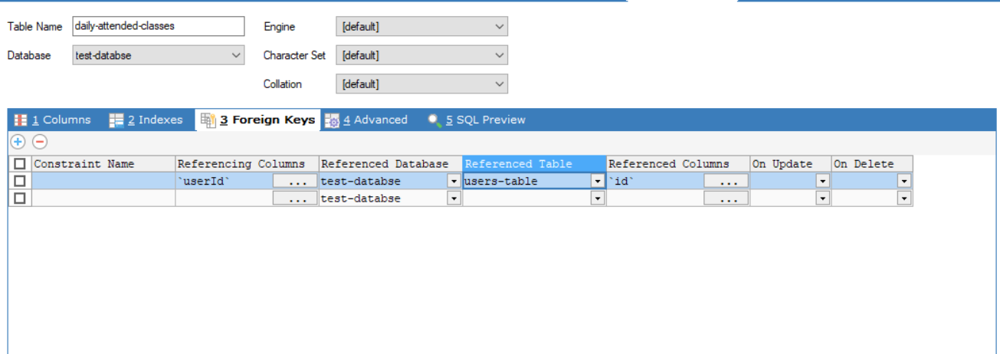 Table Name daily-attended-classes Engine [default]
Database test-databse Character Set [default]
Collation [default]
1 Columns 2 Indexes 3 Foreign Keys 4 Advanced 5 SQL Preview
Constraint Name Referencing Columns Referenced Database Referenced Table Referenced Columns On Update On Delete
`userId` ... test-databse users-table `id` ...
... test-databse ...